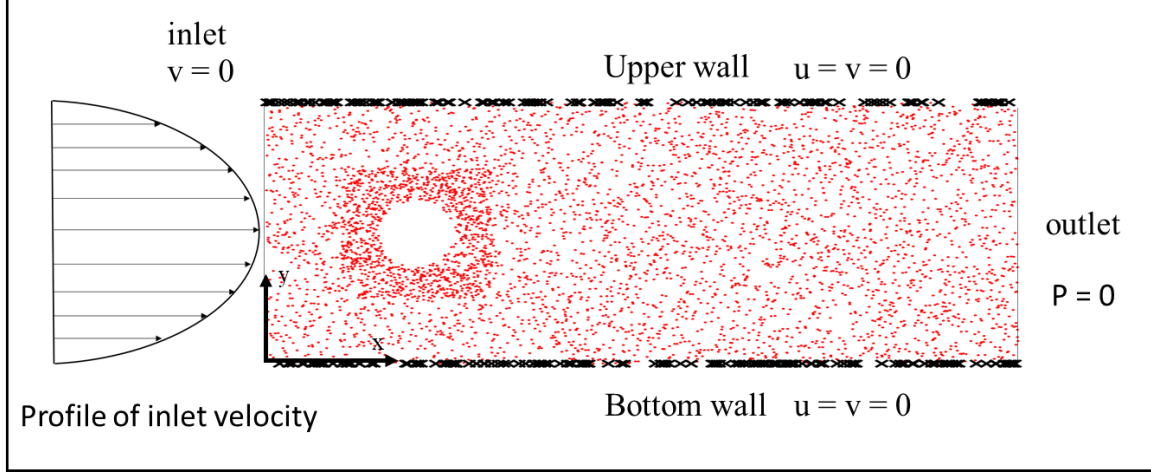 inlet
v = 0
Upper wall u = v = 0
outlet
y
P = 0
x
Bottom wall u = v = 0
Profile of inlet velocity